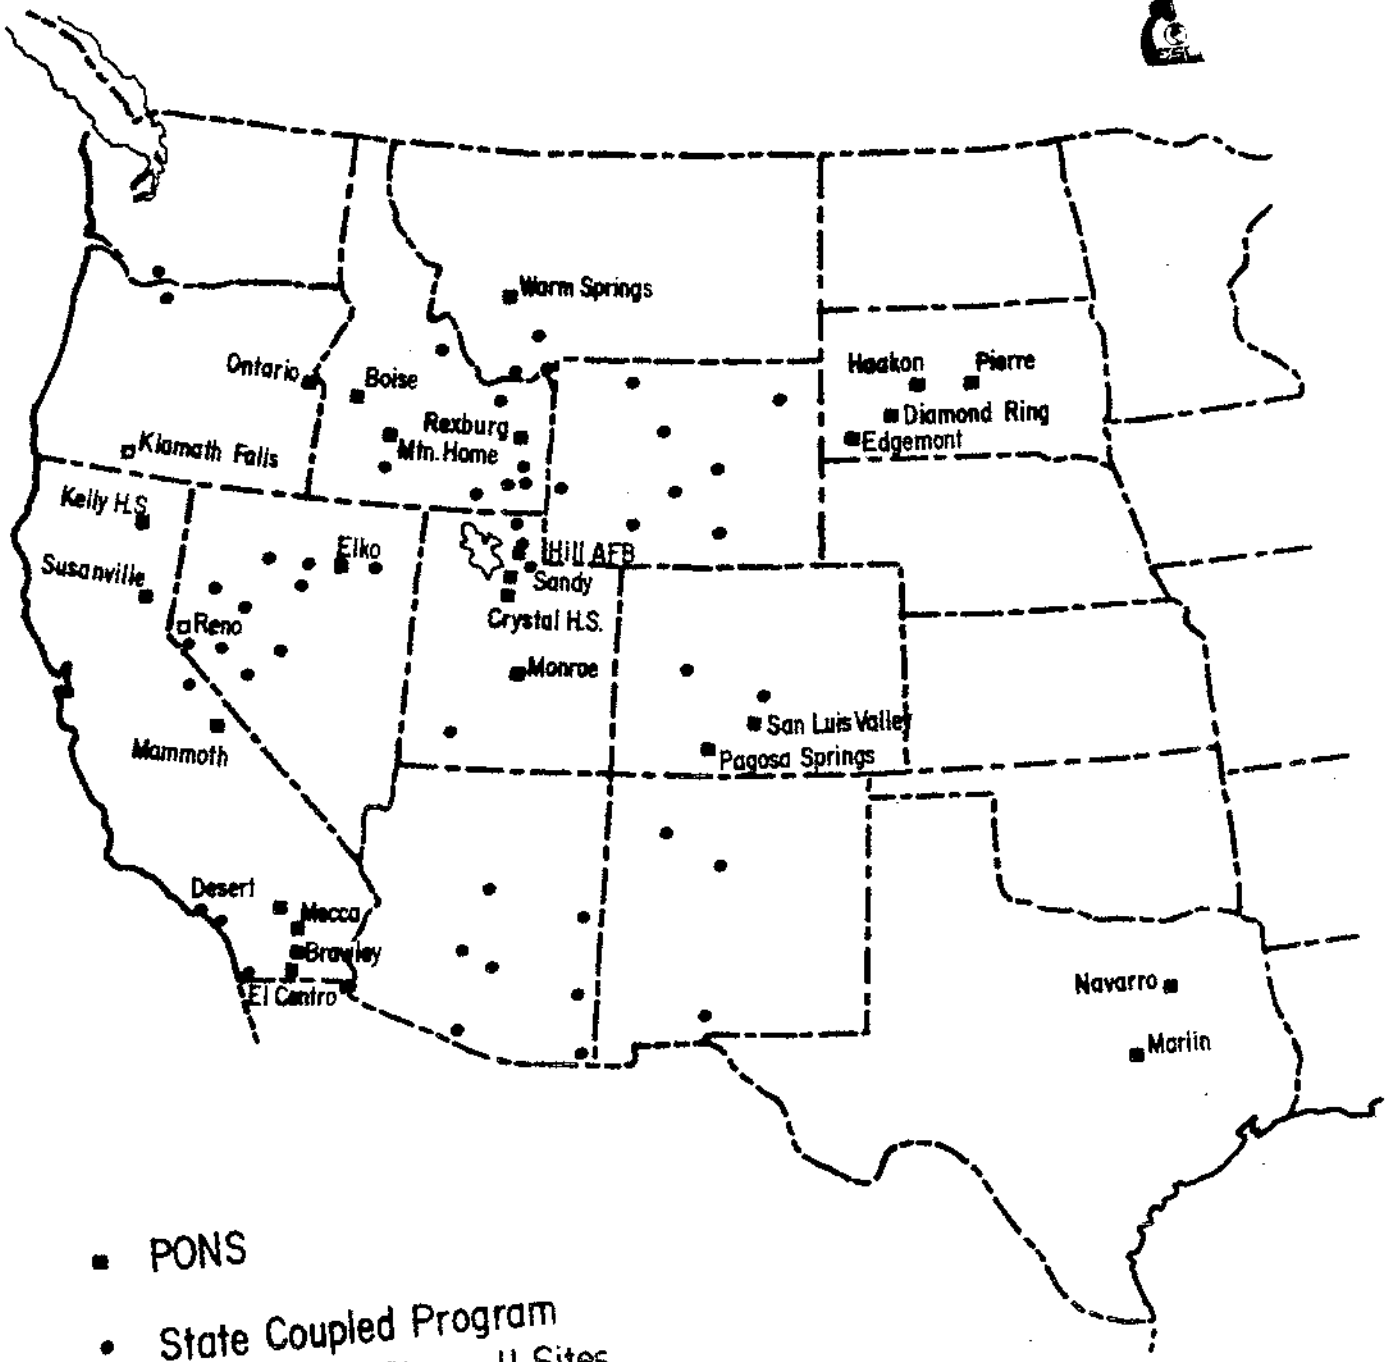 ESL
Warm Springs
Ontario
Boise
Haakon
Pierre
Rexburg
Diamond Ring
Mtn. Home
Edgemont
Klamath Falls
Kelly H.S.
Elko
Hill AFB
Susanville
Sandy
Crystal H.S.
Reno
Monroe
San Luis Valley
Mammoth
Pagosa Springs
Desert
Mecca
Brawley
El Centro
Navarro
Marlin
PONS
State Coupled Program
Sites